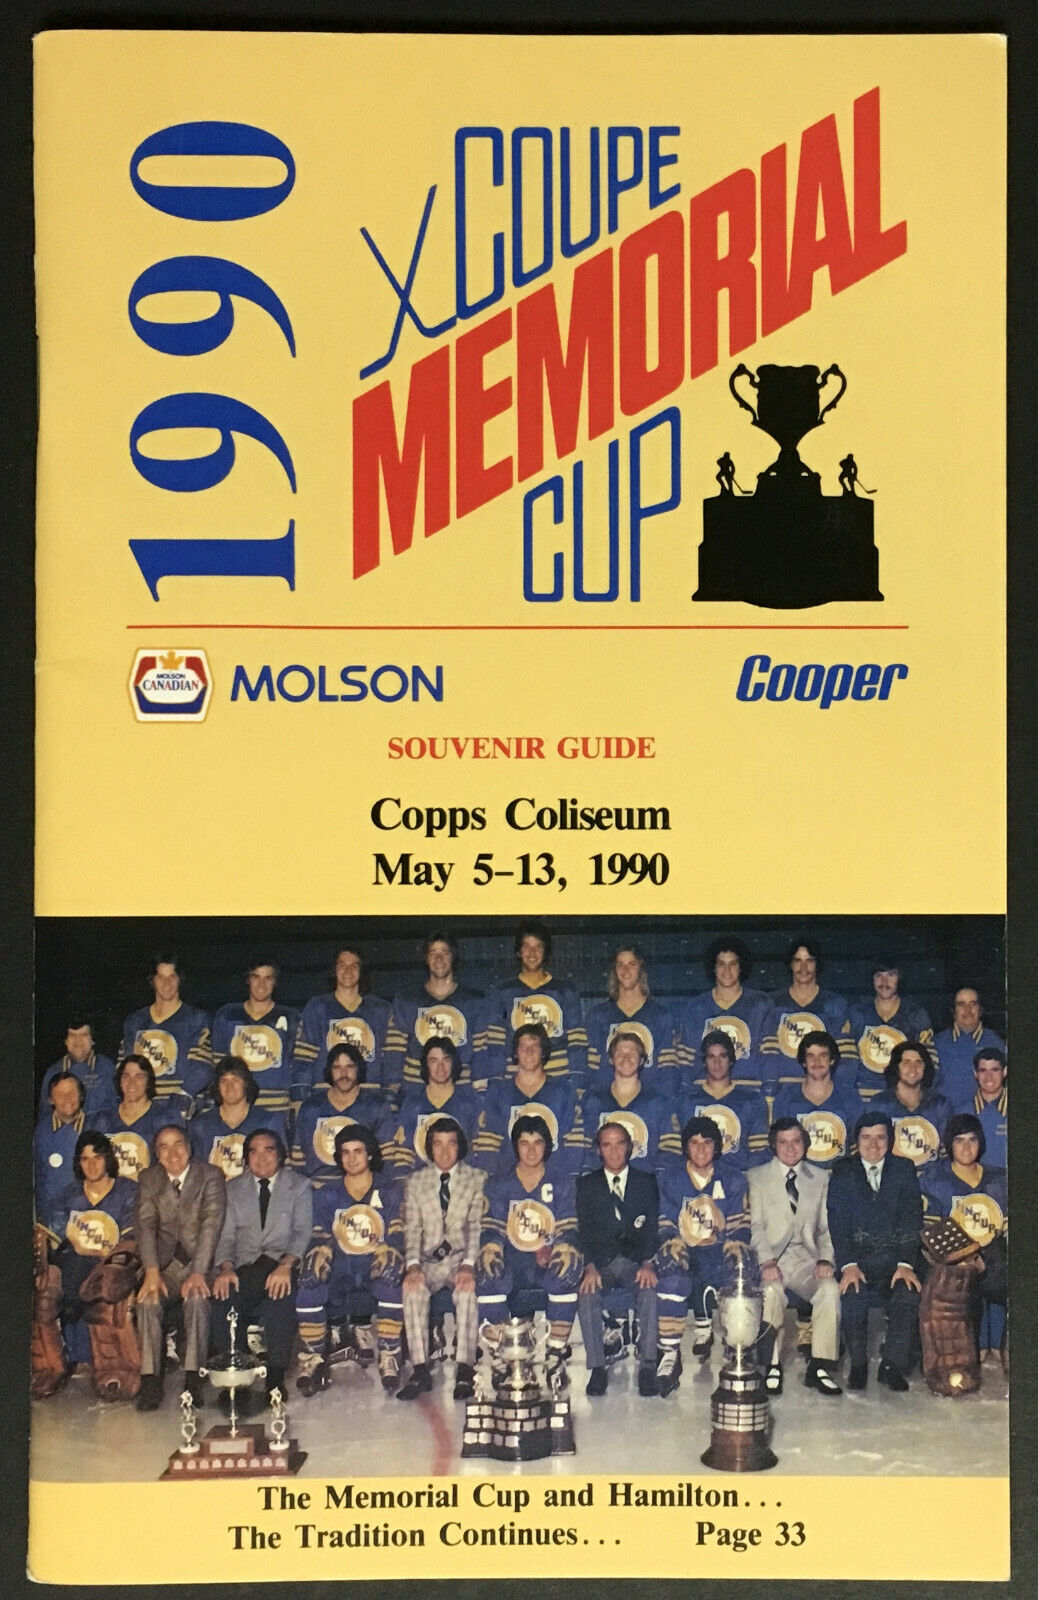 1990
COUPE
MEMORIAL
CUP
MOLSON
CANADIAN
MOLSON
Cooper
SOUVENIR GUIDE
Copps Coliseum
May 5-13, 1990
FINCUPS
The Memorial Cup and Hamilton...
The Tradition Continues... Page 33